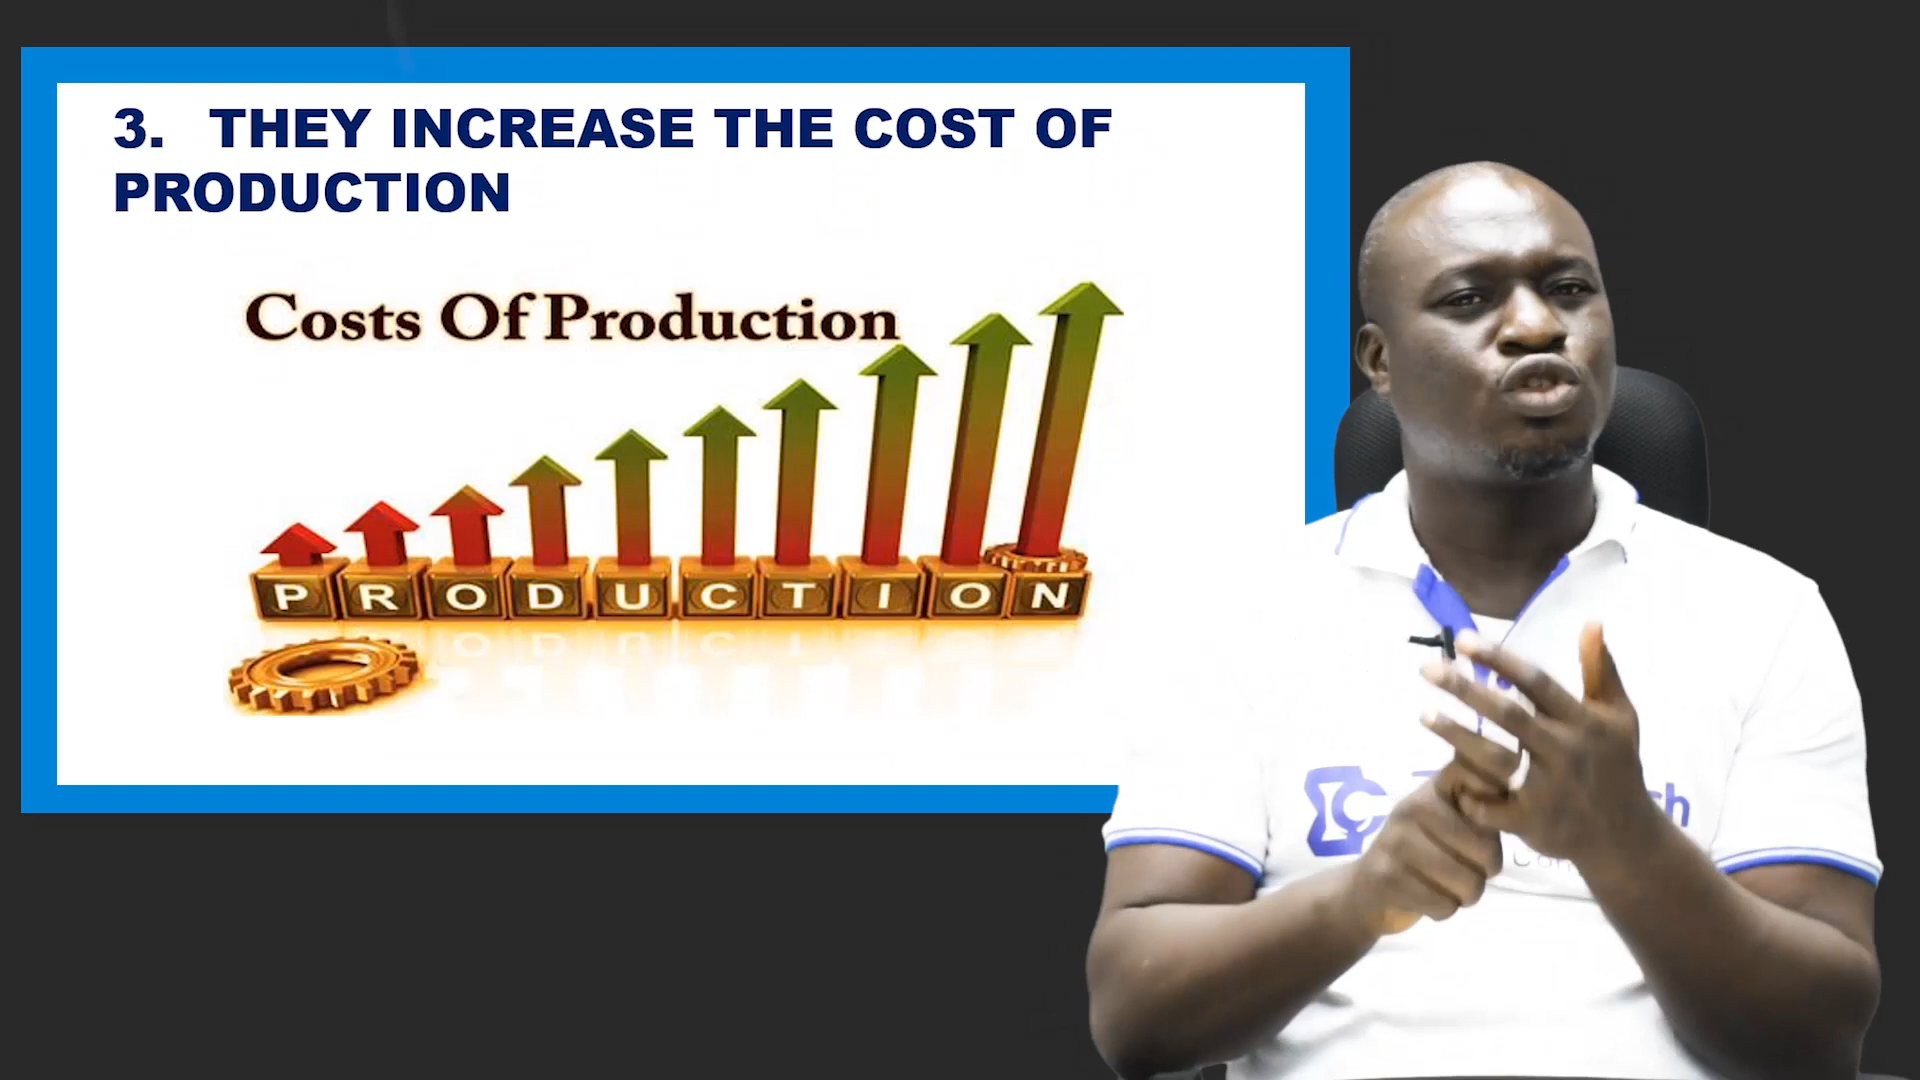 3. THEY INCREASE THE COST OF
PRODUCTION
Costs Of Production
PRODUCTION